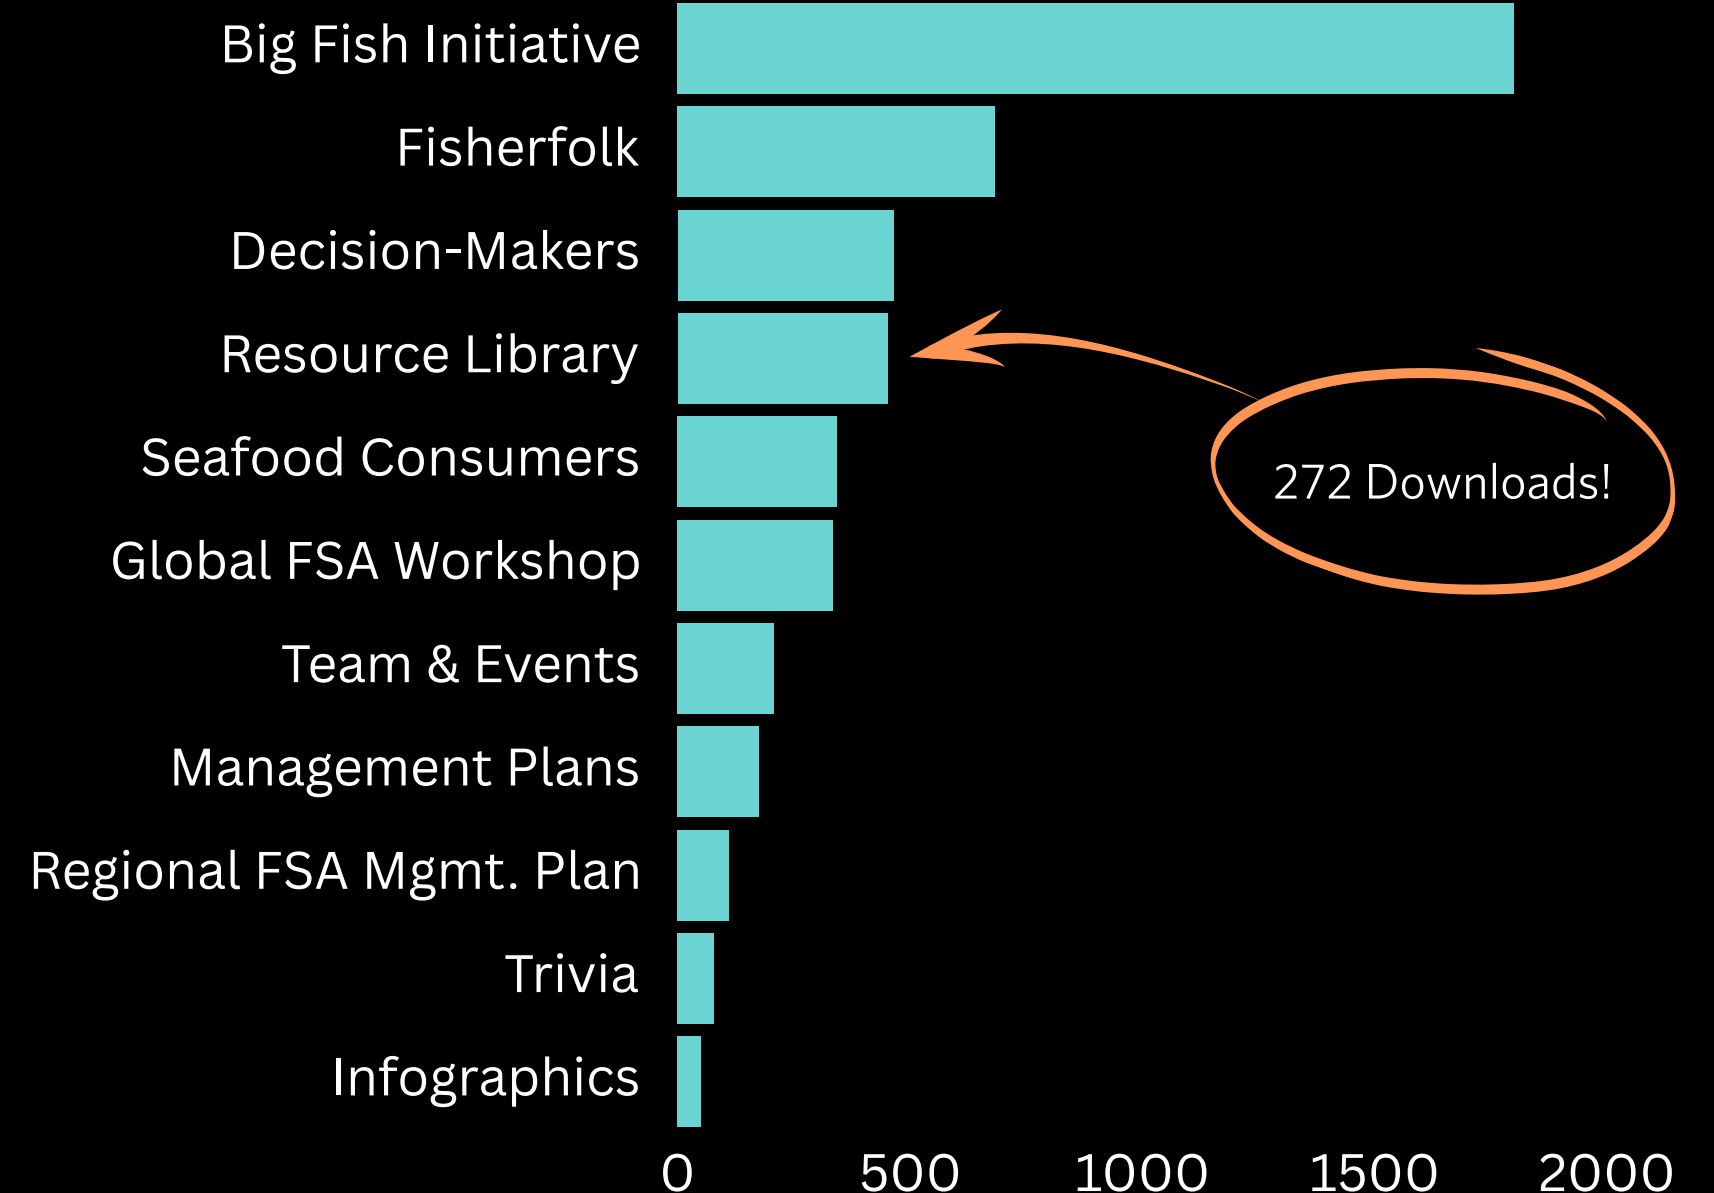 Big Fish Initiative
Fisherfolk
Decision-Makers
Resource Library
Seafood Consumers
272 Downloads!
Global FSA Workshop
Team & Events
Management Plans
Regional FSA Mgmt. Plan
Trivia
Infographics
0 500 1000 1500 2000